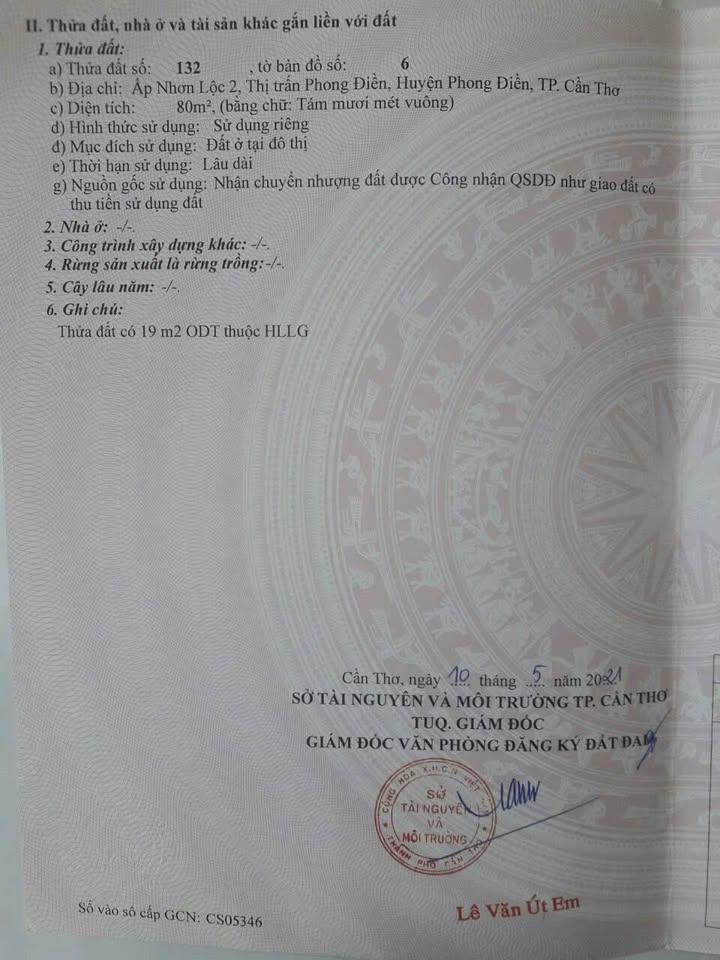 II. Thửa đất, nhà ở và tài sản khác gắn liền với đất
1. Thửa đất:
a) Thửa đất số: 132 , tờ bản đồ số: 6
b) Địa chỉ: Ấp Nhơn Lộc 2, Thị trấn Phong Điền, Huyện Phong Điền, TP. Cần Thơ
c) Diện tích: 80m², (bằng chữ: Tám mươi mét vuông)
d) Hình thức sử dụng: Sử dụng riêng
đ) Mục đích sử dụng: Đất ở tại đô thị
e) Thời hạn sử dụng: Lâu dài
g) Nguồn gốc sử dụng: Nhận chuyển nhượng đất được Công nhận QSDĐ như giao đất có
thu tiền sử dụng đất
2. Nhà ở: -/-.
3. Công trình xây dựng khác: -/-.
4. Rừng sản xuất là rừng trồng: -/-.
5. Cây lâu năm: -/-.
6. Ghi chú:
Thửa đất có 19 m2 ODT thuộc HLLG
Cần Thơ, ngày 10 tháng 5 năm 2021
SỞ TÀI NGUYÊN VÀ MÔI TRƯỜNG TP. CẦN THƠ
TUQ. GIÁM ĐỐC
GIÁM ĐỐC VĂN PHÒNG ĐĂNG KÝ ĐẤT ĐAI
CỘNG HÒA X.H.C.N VIỆT NAM
SỞ
TÀI NGUYÊN
VÀ
MÔI TRƯỜNG
THÀNH PHỐ CẦN THƠ
Lê Văn Út Em
Số vào sổ cấp GCN: CS05346